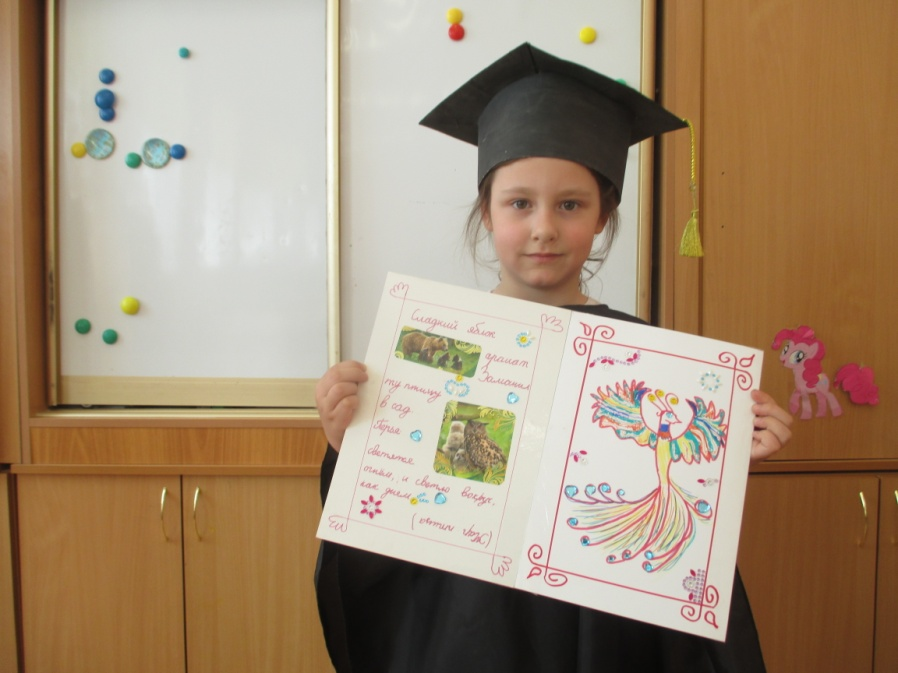 Сладкий яблок
аромат
Заманил
ту птицу
в сад.
Перья
светятся
огнём, и светло вокруг,
как днём.